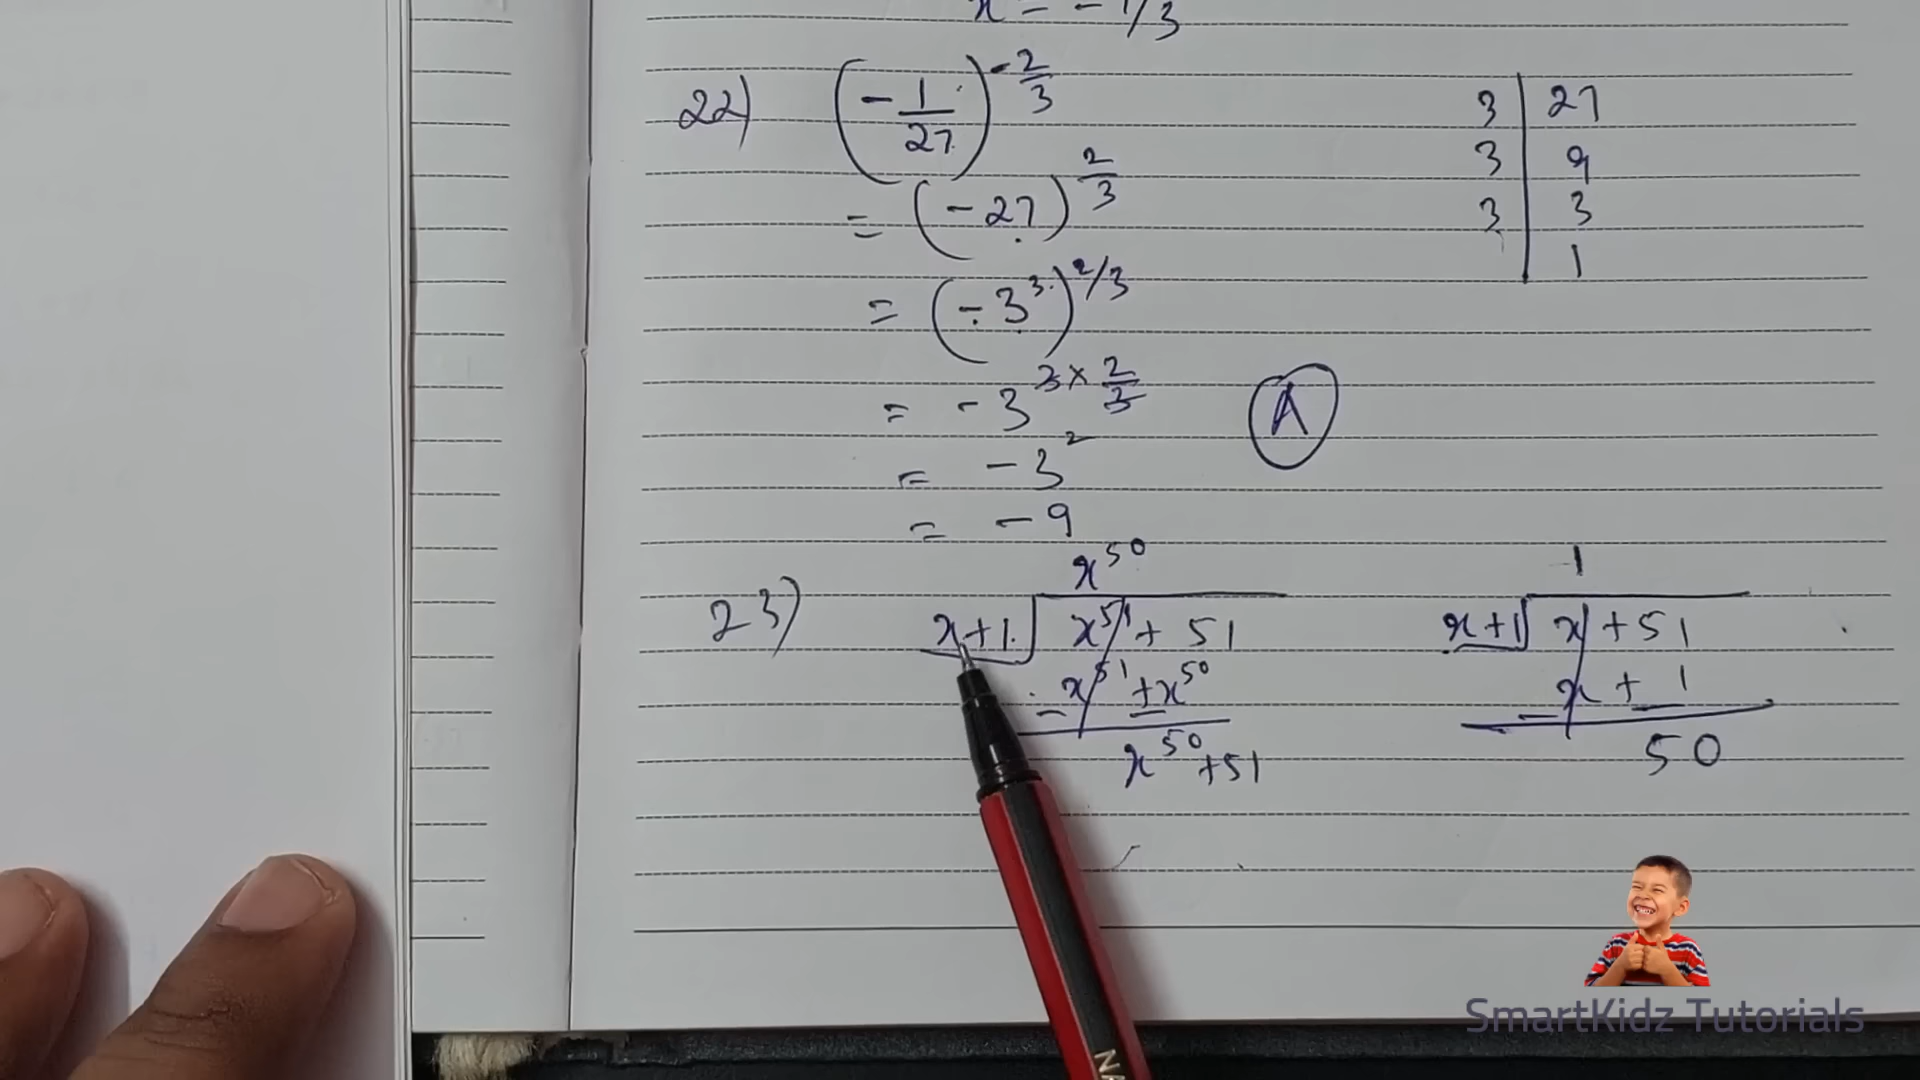 x = -1/3
22) (-1/27)^-2/3
= (-27)^2/3
= (-3^3)^2/3
= -3^3×2/3
= -3^2
= -9
A
3 | 27
3 | 9
3 | 3
1
23)
x^50
x+1) x^51 + 51
-x^51 + x^50
x^50 + 51
1
x+1) x + 51
x + 1
50
SmartKidz Tutorials
NA